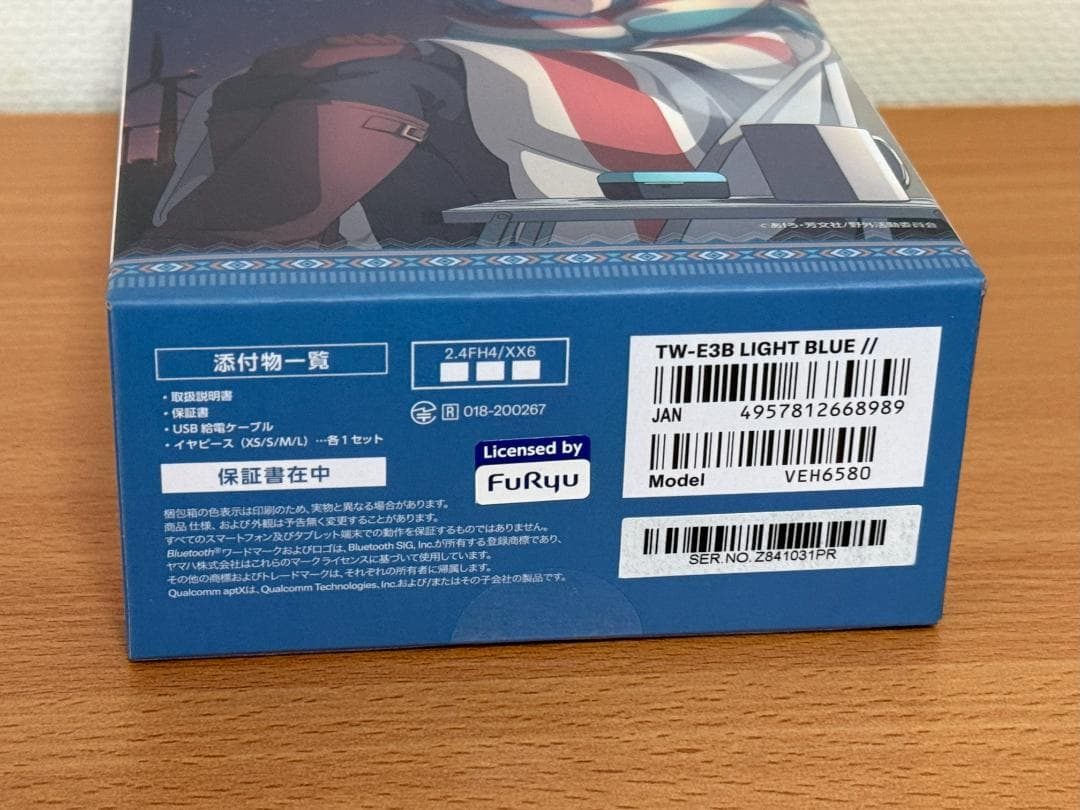 ©あfろ・芳文社/野外活動委員会
添付物一覧
・取扱説明書
・保証書
・USB 給電ケーブル
・イヤピース（XS/S/M/L）…各1セット
保証書在中
2.4FH4/XX6
R 018-200267
Licensed by
FuRyu
TW-E3B LIGHT BLUE //
JAN 4957812668989
Model VEH6580
SER.NO. Z841031PR
梱包箱の色表示は印刷のため、実物と異なる場合があります。
商品仕様、および外観は予告無く変更することがあります。
すべてのスマートフォン及びタブレット端末での動作を保証するものではありません。
Bluetooth®ワードマークおよびロゴは、Bluetooth SIG, Inc.が所有する登録商標であり、
ヤマハ株式会社はこれらのマークライセンスに基づいて使用しています。
その他の商標およびトレードマークは、それぞれの所有者に帰属します。
Qualcomm aptXは、Qualcomm Technologies, Inc.および/またはその子会社の製品です。